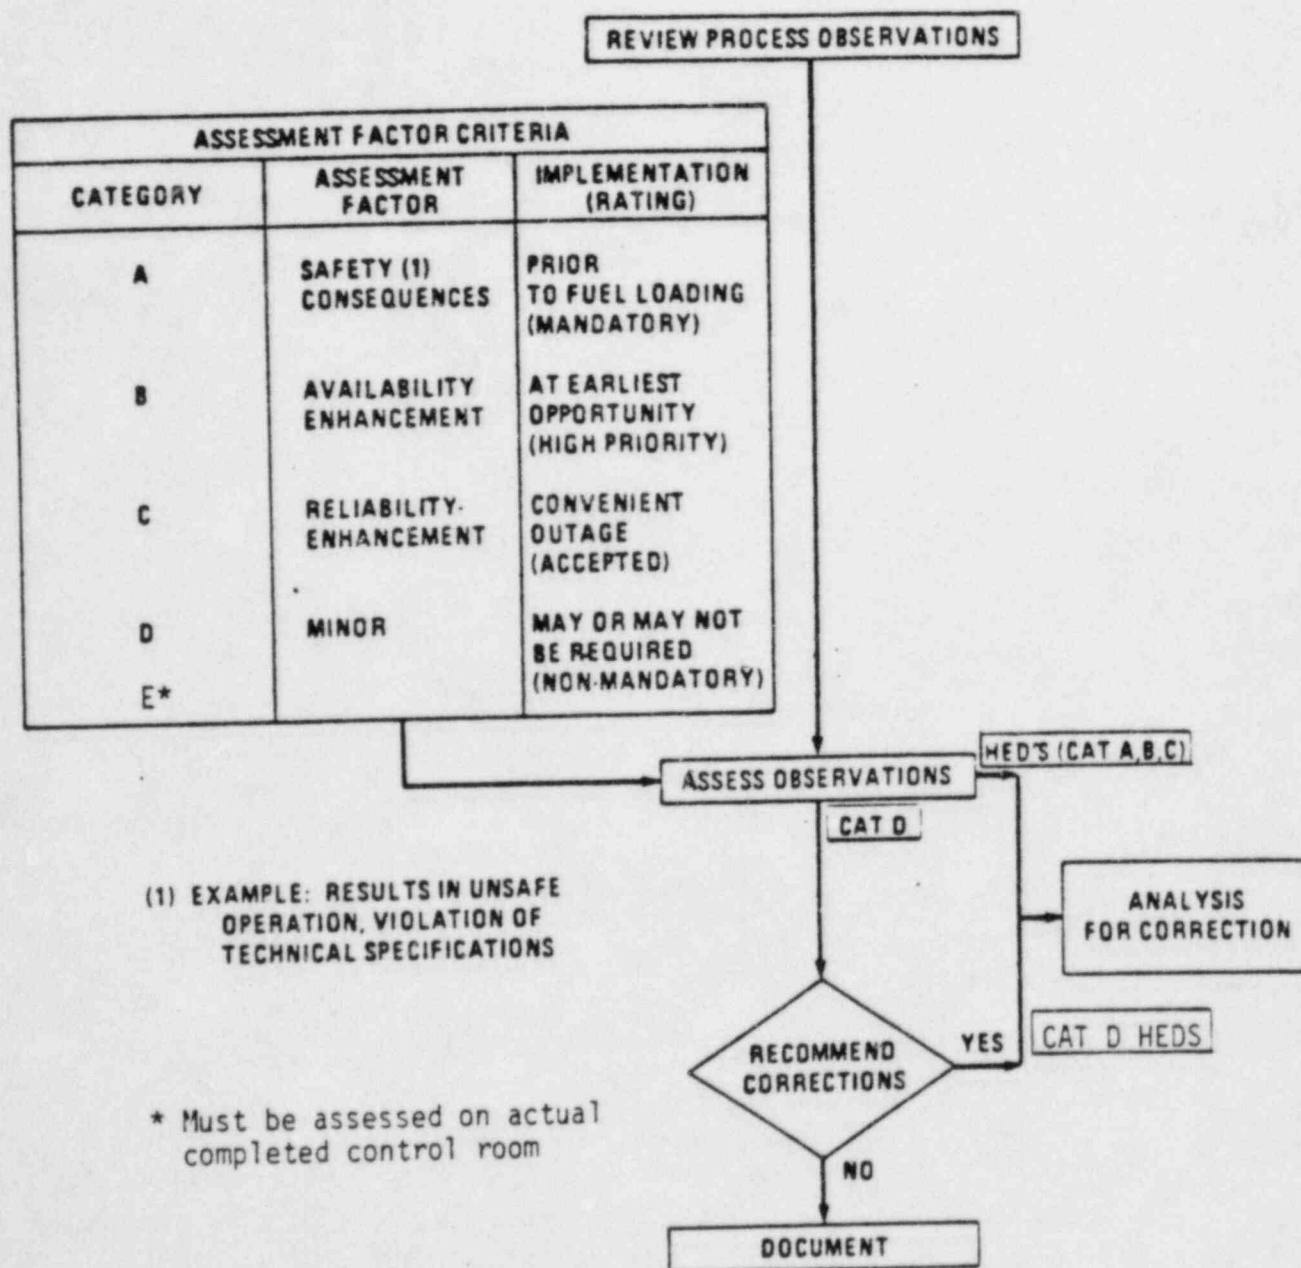 REVIEW PROCESS OBSERVATIONS
ASSESSMENT FACTOR CRITERIA
CATEGORY
ASSESSMENT
FACTOR
IMPLEMENTATION
(RATING)
A
SAFETY (1)
CONSEQUENCES
PRIOR
TO FUEL LOADING
(MANDATORY)
B
AVAILABILITY
ENHANCEMENT
AT EARLIEST
OPPORTUNITY
(HIGH PRIORITY)
C
RELIABILITY-
ENHANCEMENT
CONVENIENT
OUTAGE
(ACCEPTED)
D
MINOR
MAY OR MAY NOT
BE REQUIRED
(NON-MANDATORY)
E*
HED'S (CAT A,B,C)
ASSESS OBSERVATIONS
CAT D
(1) EXAMPLE: RESULTS IN UNSAFE
OPERATION, VIOLATION OF
TECHNICAL SPECIFICATIONS
ANALYSIS
FOR CORRECTION
RECOMMEND
CORRECTIONS
YES
CAT D HEDS
* Must be assessed on actual
completed control room
NO
DOCUMENT